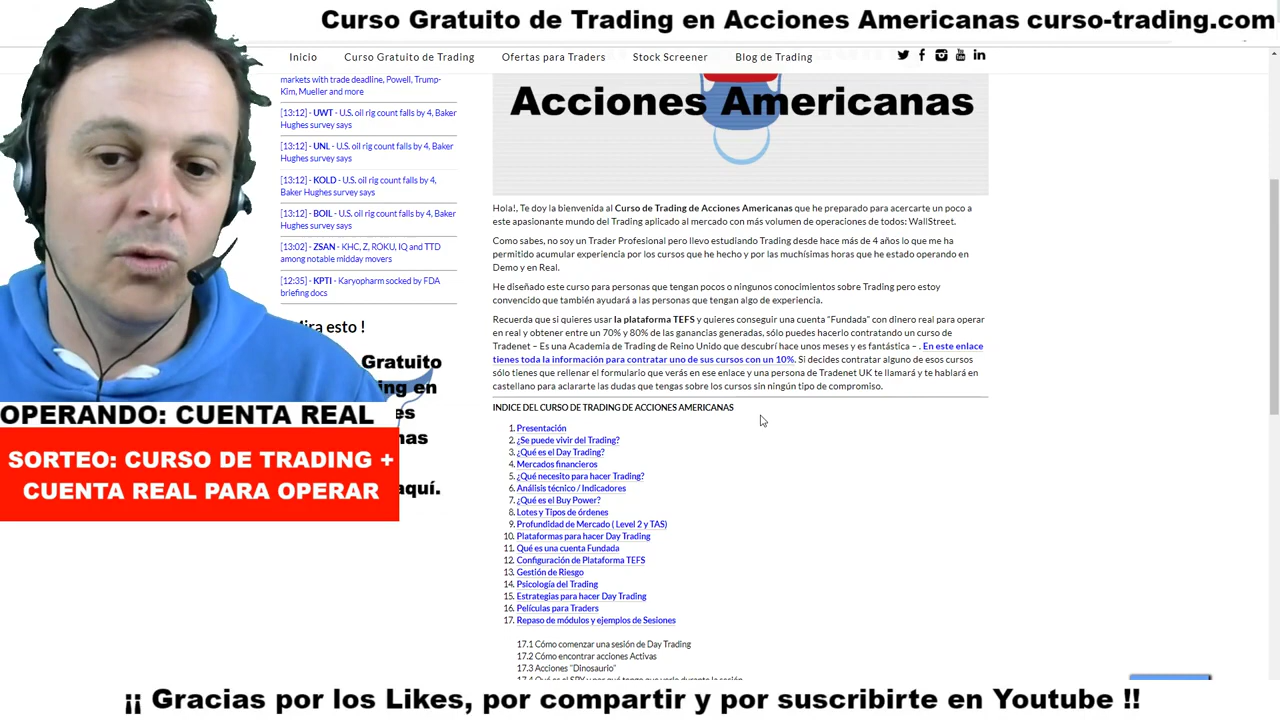 Curso Gratuito de Trading en Acciones Americanas curso-trading.com
Inicio
Curso Gratuito de Trading
Ofertas para Traders
Stock Screener
Blog de Trading
markets with trade deadline, Powell, Trump-
Kim, Mueller and more
[13:12] - UWT - U.S. oil rig count falls by 4, Baker
Hughes survey says
[13:12] - UNL - U.S. oil rig count falls by 4, Baker
Hughes survey says
[13:12] - KOLD - U.S. oil rig count falls by 4,
Baker Hughes survey says
[13:12] - BOIL - U.S. oil rig count falls by 4, Baker
Hughes survey says
[13:02] - ZSAN - KHC, Z, ROKU, IQ and TTD
among notable midday movers
[12:35] - KPTI - Karyopharm socked by FDA
briefing docs
esto !
Gratuito
en
aquí.
OPERANDO: CUENTA REAL
SORTEO: CURSO DE TRADING +
CUENTA REAL PARA OPERAR
Acciones Americanas
Hola!, Te doy la bienvenida al Curso de Trading de Acciones Americanas que he preparado para acercarte un poco a
este apasionante mundo del Trading aplicado al mercado con más volumen de operaciones de todos: WallStreet.
Como sabes, no soy un Trader Profesional pero llevo estudiando Trading desde hace más de 4 años lo que me ha
permitido acumular experiencia por los cursos que he hecho y por las muchísimas horas que he estado operando en
Demo y en Real.
He diseñado este curso para personas que tengan pocos o ningunos conocimientos sobre Trading pero estoy
convencido que también ayudará a las personas que tengan algo de experiencia.
Recuerda que si quieres usar la plataforma TEFS y quieres conseguir una cuenta "Fundada" con dinero real para operar
en real y obtener entre un 70% y 80% de las ganancias generadas, sólo puedes hacerlo contratando un curso de
Tradenet – Es una Academia de Trading de Reino Unido que descubrí hace unos meses y es fantástica – . En este enlace
tienes toda la información para contratar uno de sus cursos con un 10%. Si decides contratar alguno de esos cursos
sólo tienes que rellenar el formulario que verás en ese enlace y una persona de Tradenet UK te llamará y te hablará en
castellano para aclararte las dudas que tengas sobre los cursos sin ningún tipo de compromiso.
INDICE DEL CURSO DE TRADING DE ACCIONES AMERICANAS
1. Presentación
2. ¿Se puede vivir del Trading?
3. ¿Qué es el Day Trading?
4. Mercados financieros
5. ¿Qué necesito para hacer Trading?
6. Análisis técnico / Indicadores
7. ¿Qué es el Buy Power?
8. Lotes y Tipos de órdenes
9. Profundidad de Mercado ( Level 2 y TAS)
10. Plataformas para hacer Day Trading
11. Qué es una cuenta Fundada
12. Configuración de Plataforma TEFS
13. Gestión de Riesgo
14. Psicología del Trading
15. Estrategias para hacer Day Trading
16. Películas para Traders
17. Repaso de módulos y ejemplos de Sesiones
17.1 Cómo comenzar una sesión de Day Trading
17.2 Cómo encontrar acciones Activas
17.3 Acciones "Dinosaurio"
17.4 Qué es el SPY y por qué tengo que verlo durante la sesión
¡¡ Gracias por los Likes, por compartir y por suscribirte en Youtube !!